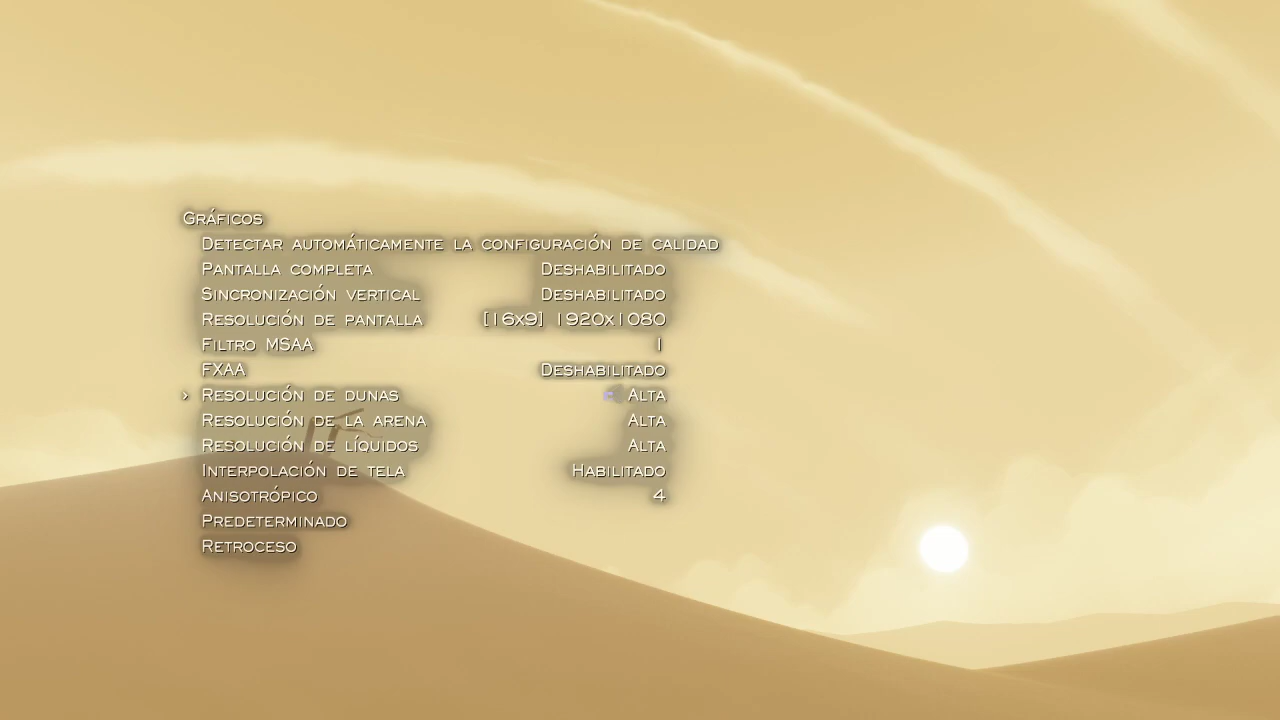 Gráficos
Detectar automáticamente la configuración de calidad
Pantalla completa Deshabilitado
Sincronización vertical Deshabilitado
Resolución de pantalla [16x9] 1920x1080
Filtro MSAA 1
FXAA Deshabilitado
> Resolución de dunas Alta
Resolución de la arena Alta
Resolución de líquidos Alta
Interpolación de tela Habilitado
Anisotrópico 4
Predeterminado
Retroceso